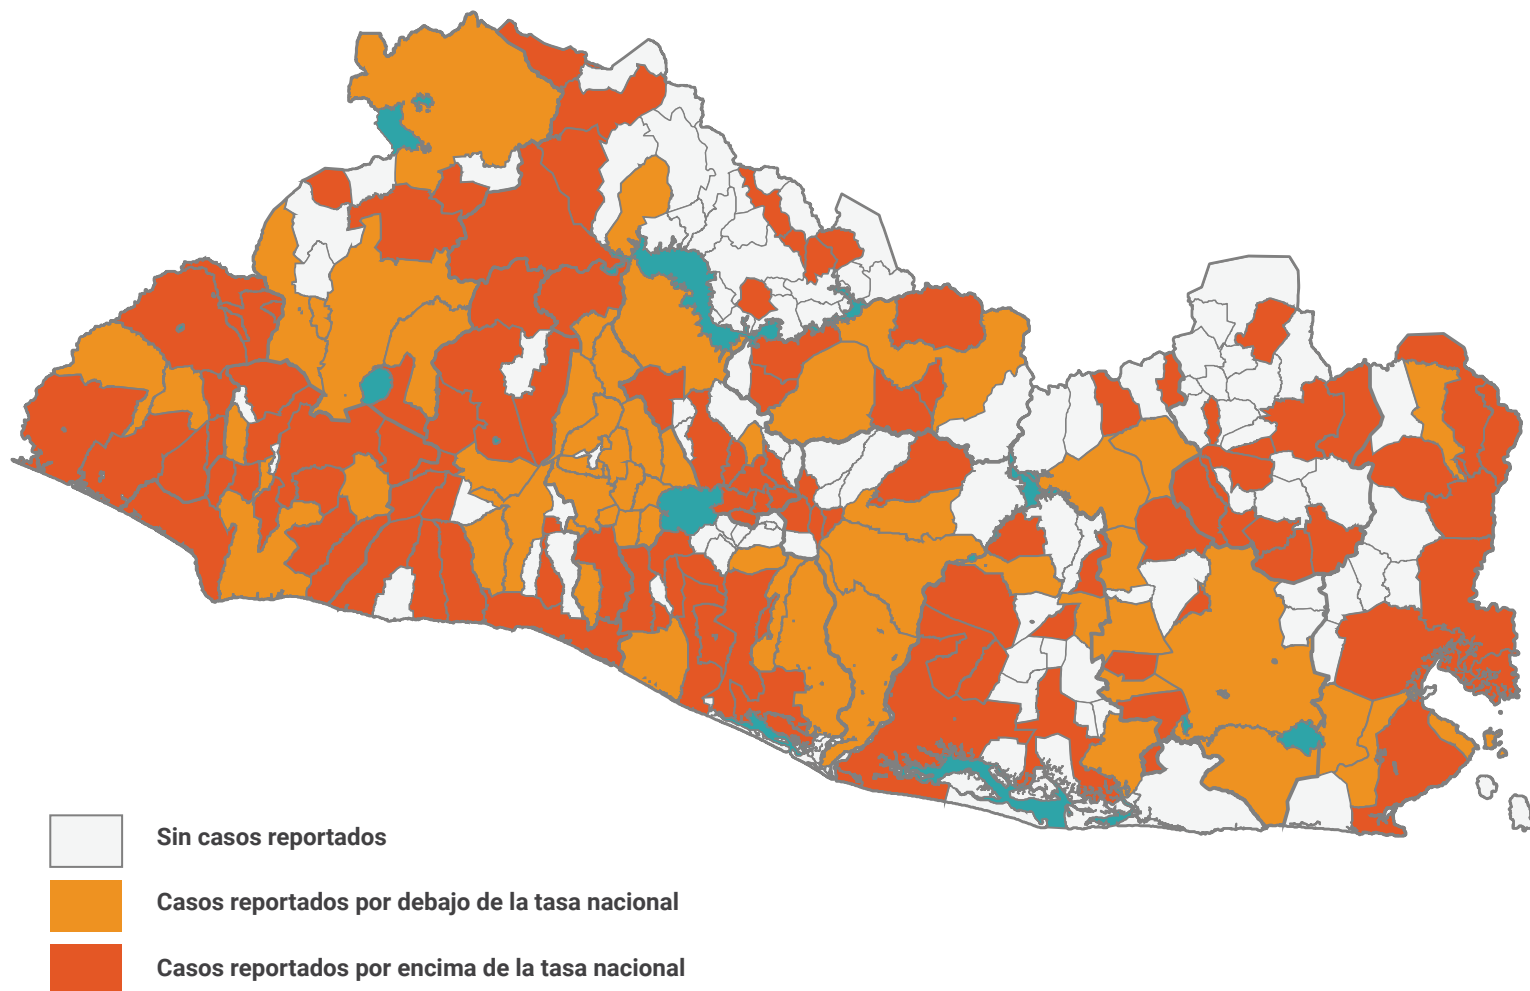 Sin casos reportados
Casos reportados por debajo de la tasa nacional
Casos reportados por encima de la tasa nacional